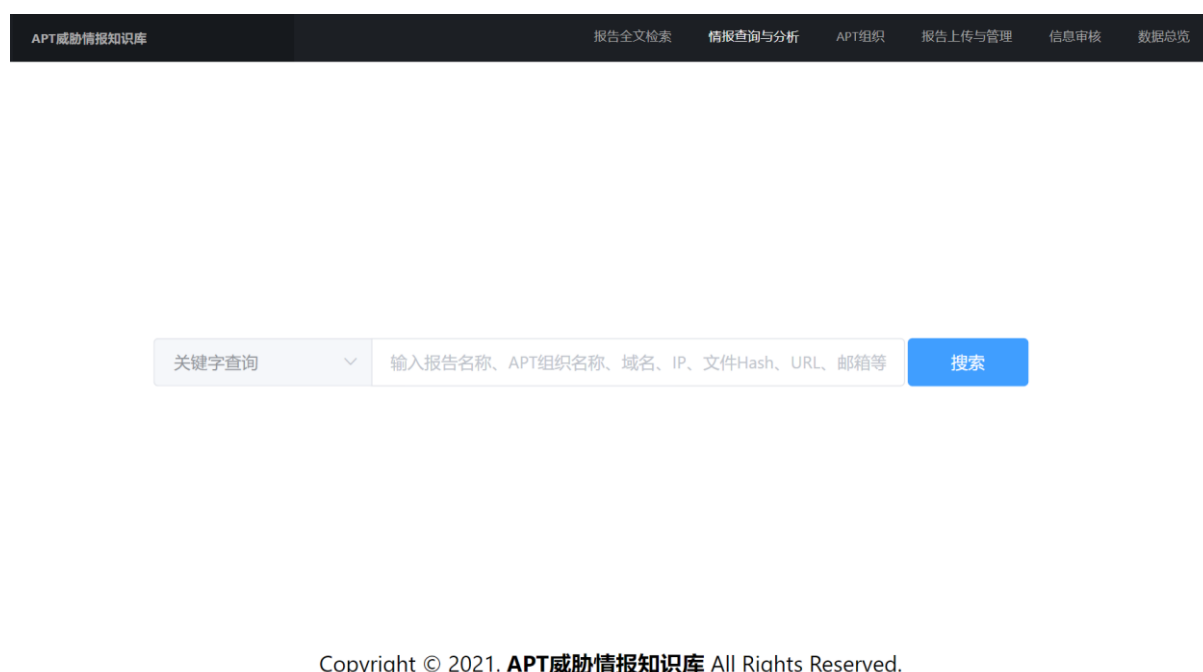 APT威胁情报知识库 报告全文检索 情报查询与分析 APT组织 报告上传与管理 信息审核 数据总览
关键字查询 输入报告名称、APT组织名称、域名、IP、文件Hash、URL、邮箱等 搜索
Copyright © 2021. APT威胁情报知识库 All Rights Reserved.